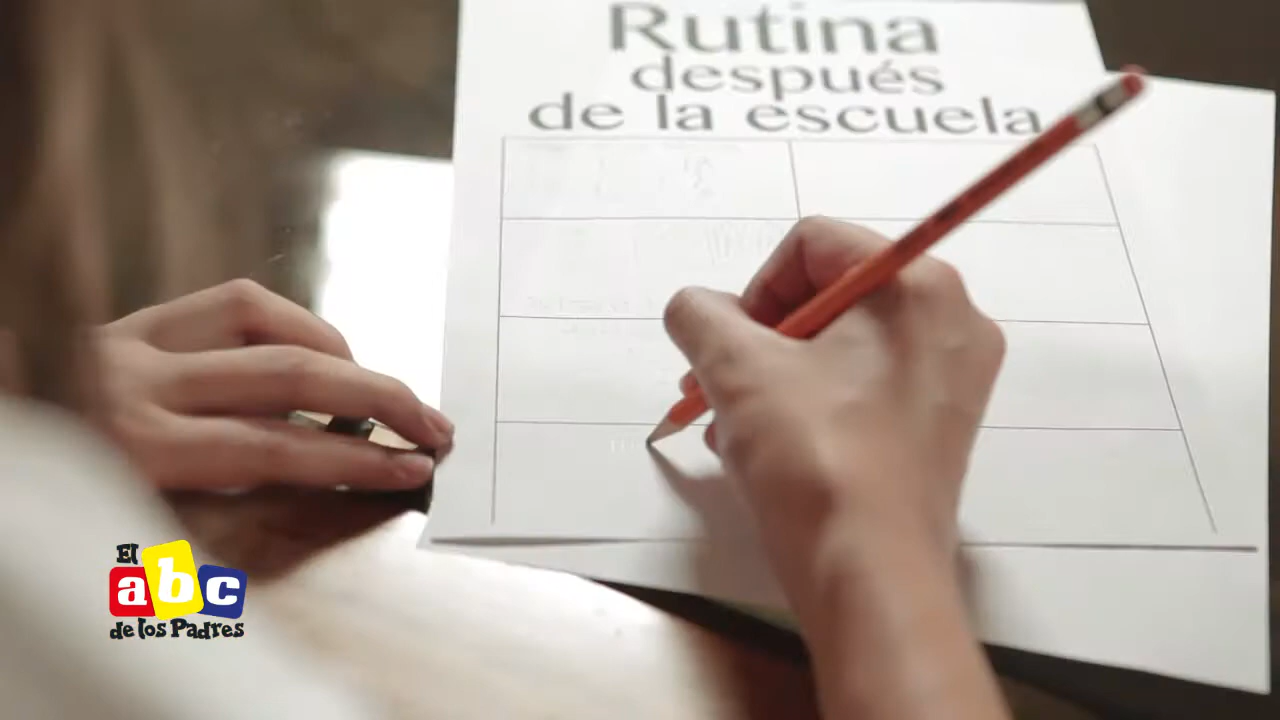 Rutina
después
de la escuela
El
abc
de los Padres